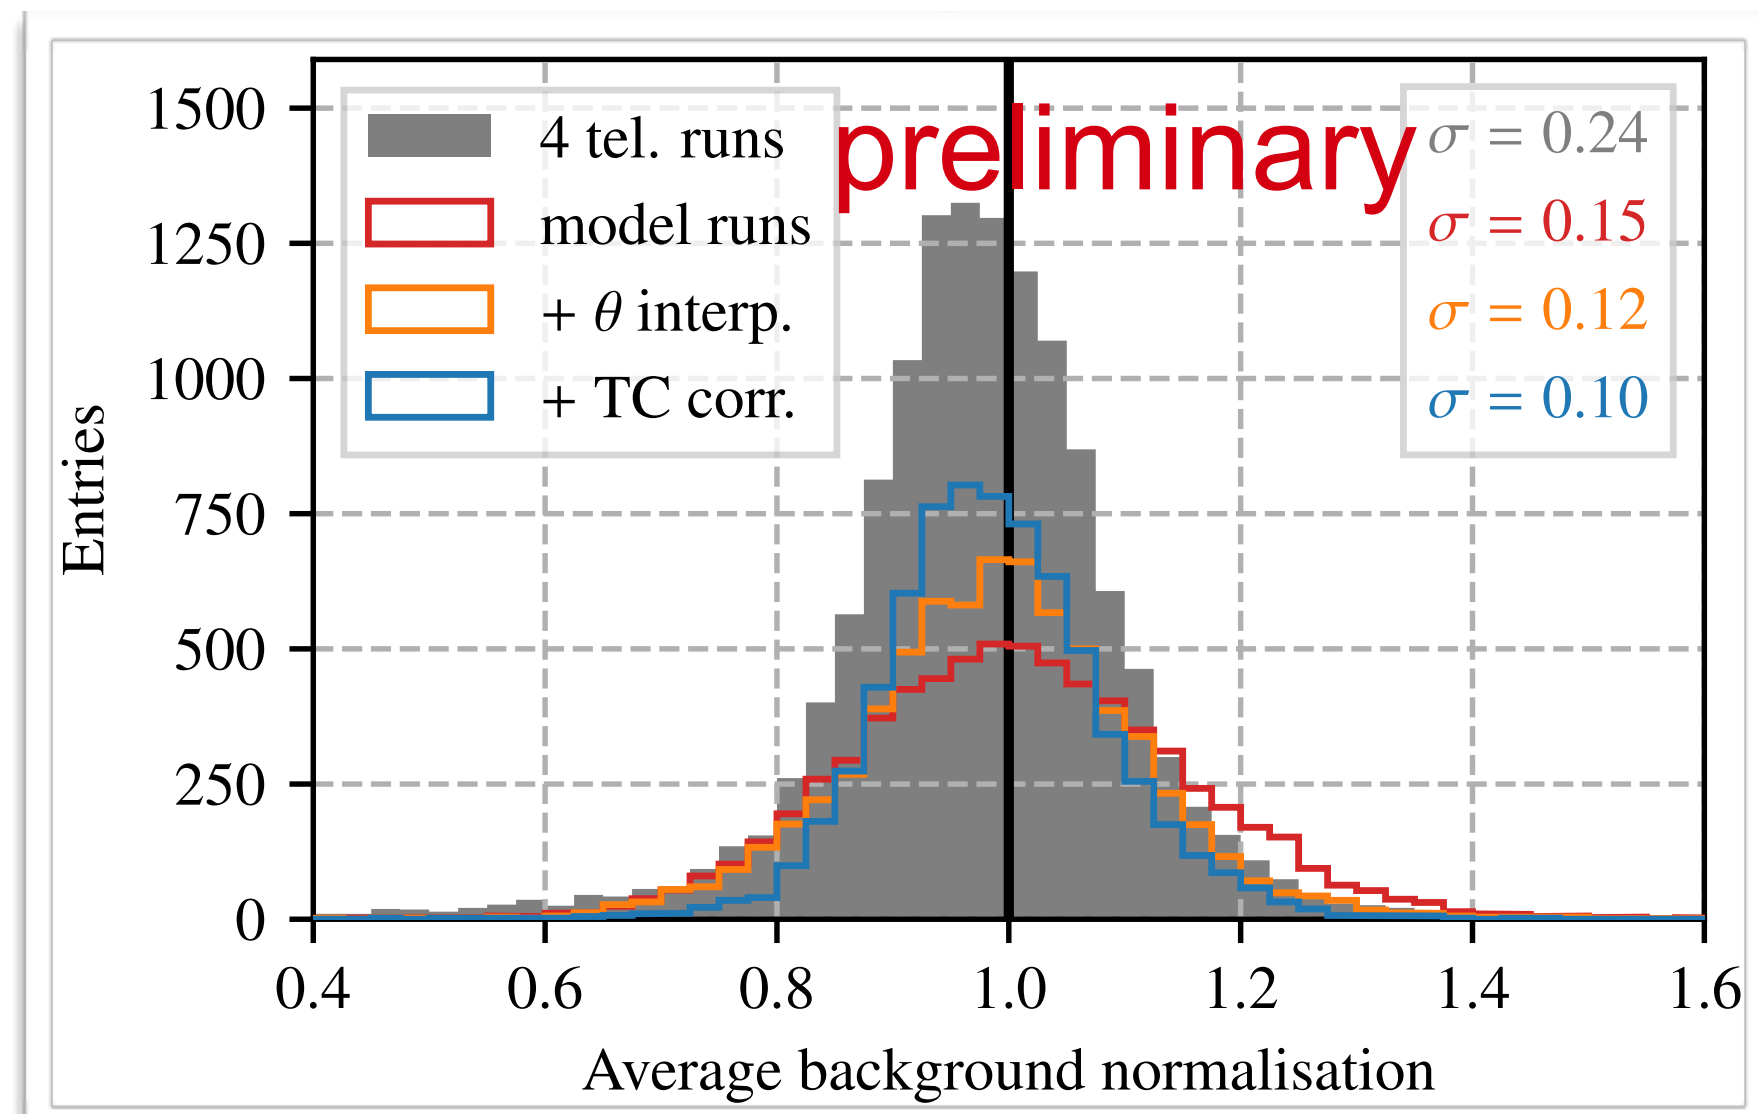 preliminary
4 tel. runs
model runs
+ θ interp.
+ TC corr.
σ = 0.24
σ = 0.15
σ = 0.12
σ = 0.10
Entries
1500
1250
1000
750
500
250
0
0.4 0.6 0.8 1.0 1.2 1.4 1.6
Average background normalisation